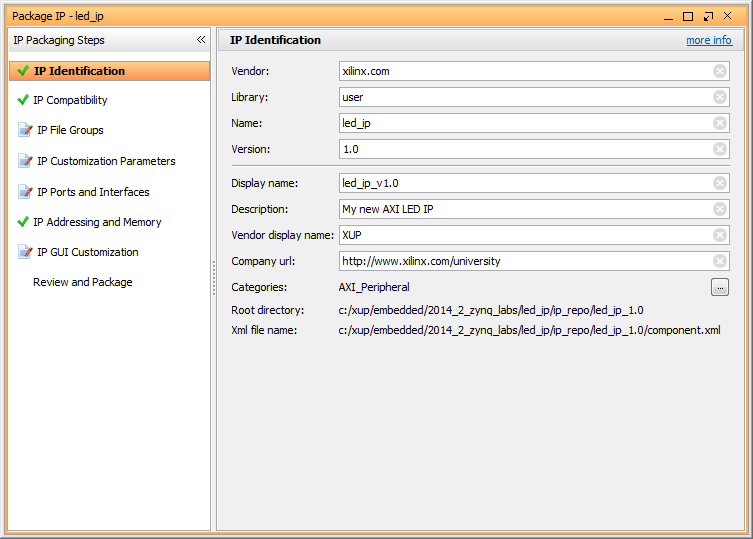 Package IP - led_ip
IP Packaging Steps
«
IP Identification
IP Compatibility
IP File Groups
IP Customization Parameters
IP Ports and Interfaces
IP Addressing and Memory
IP GUI Customization
Review and Package
IP Identification
more info
Vendor: xilinx.com
Library: user
Name: led_ip
Version: 1.0
Display name: led_ip_v1.0
Description: My new AXI LED IP
Vendor display name: XUP
Company url: http://www.xilinx.com/university
Categories: AXI_Peripheral ...
Root directory: c:/xup/embedded/2014_2_zynq_labs/led_ip/ip_repo/led_ip_1.0
Xml file name: c:/xup/embedded/2014_2_zynq_labs/led_ip/ip_repo/led_ip_1.0/component.xml